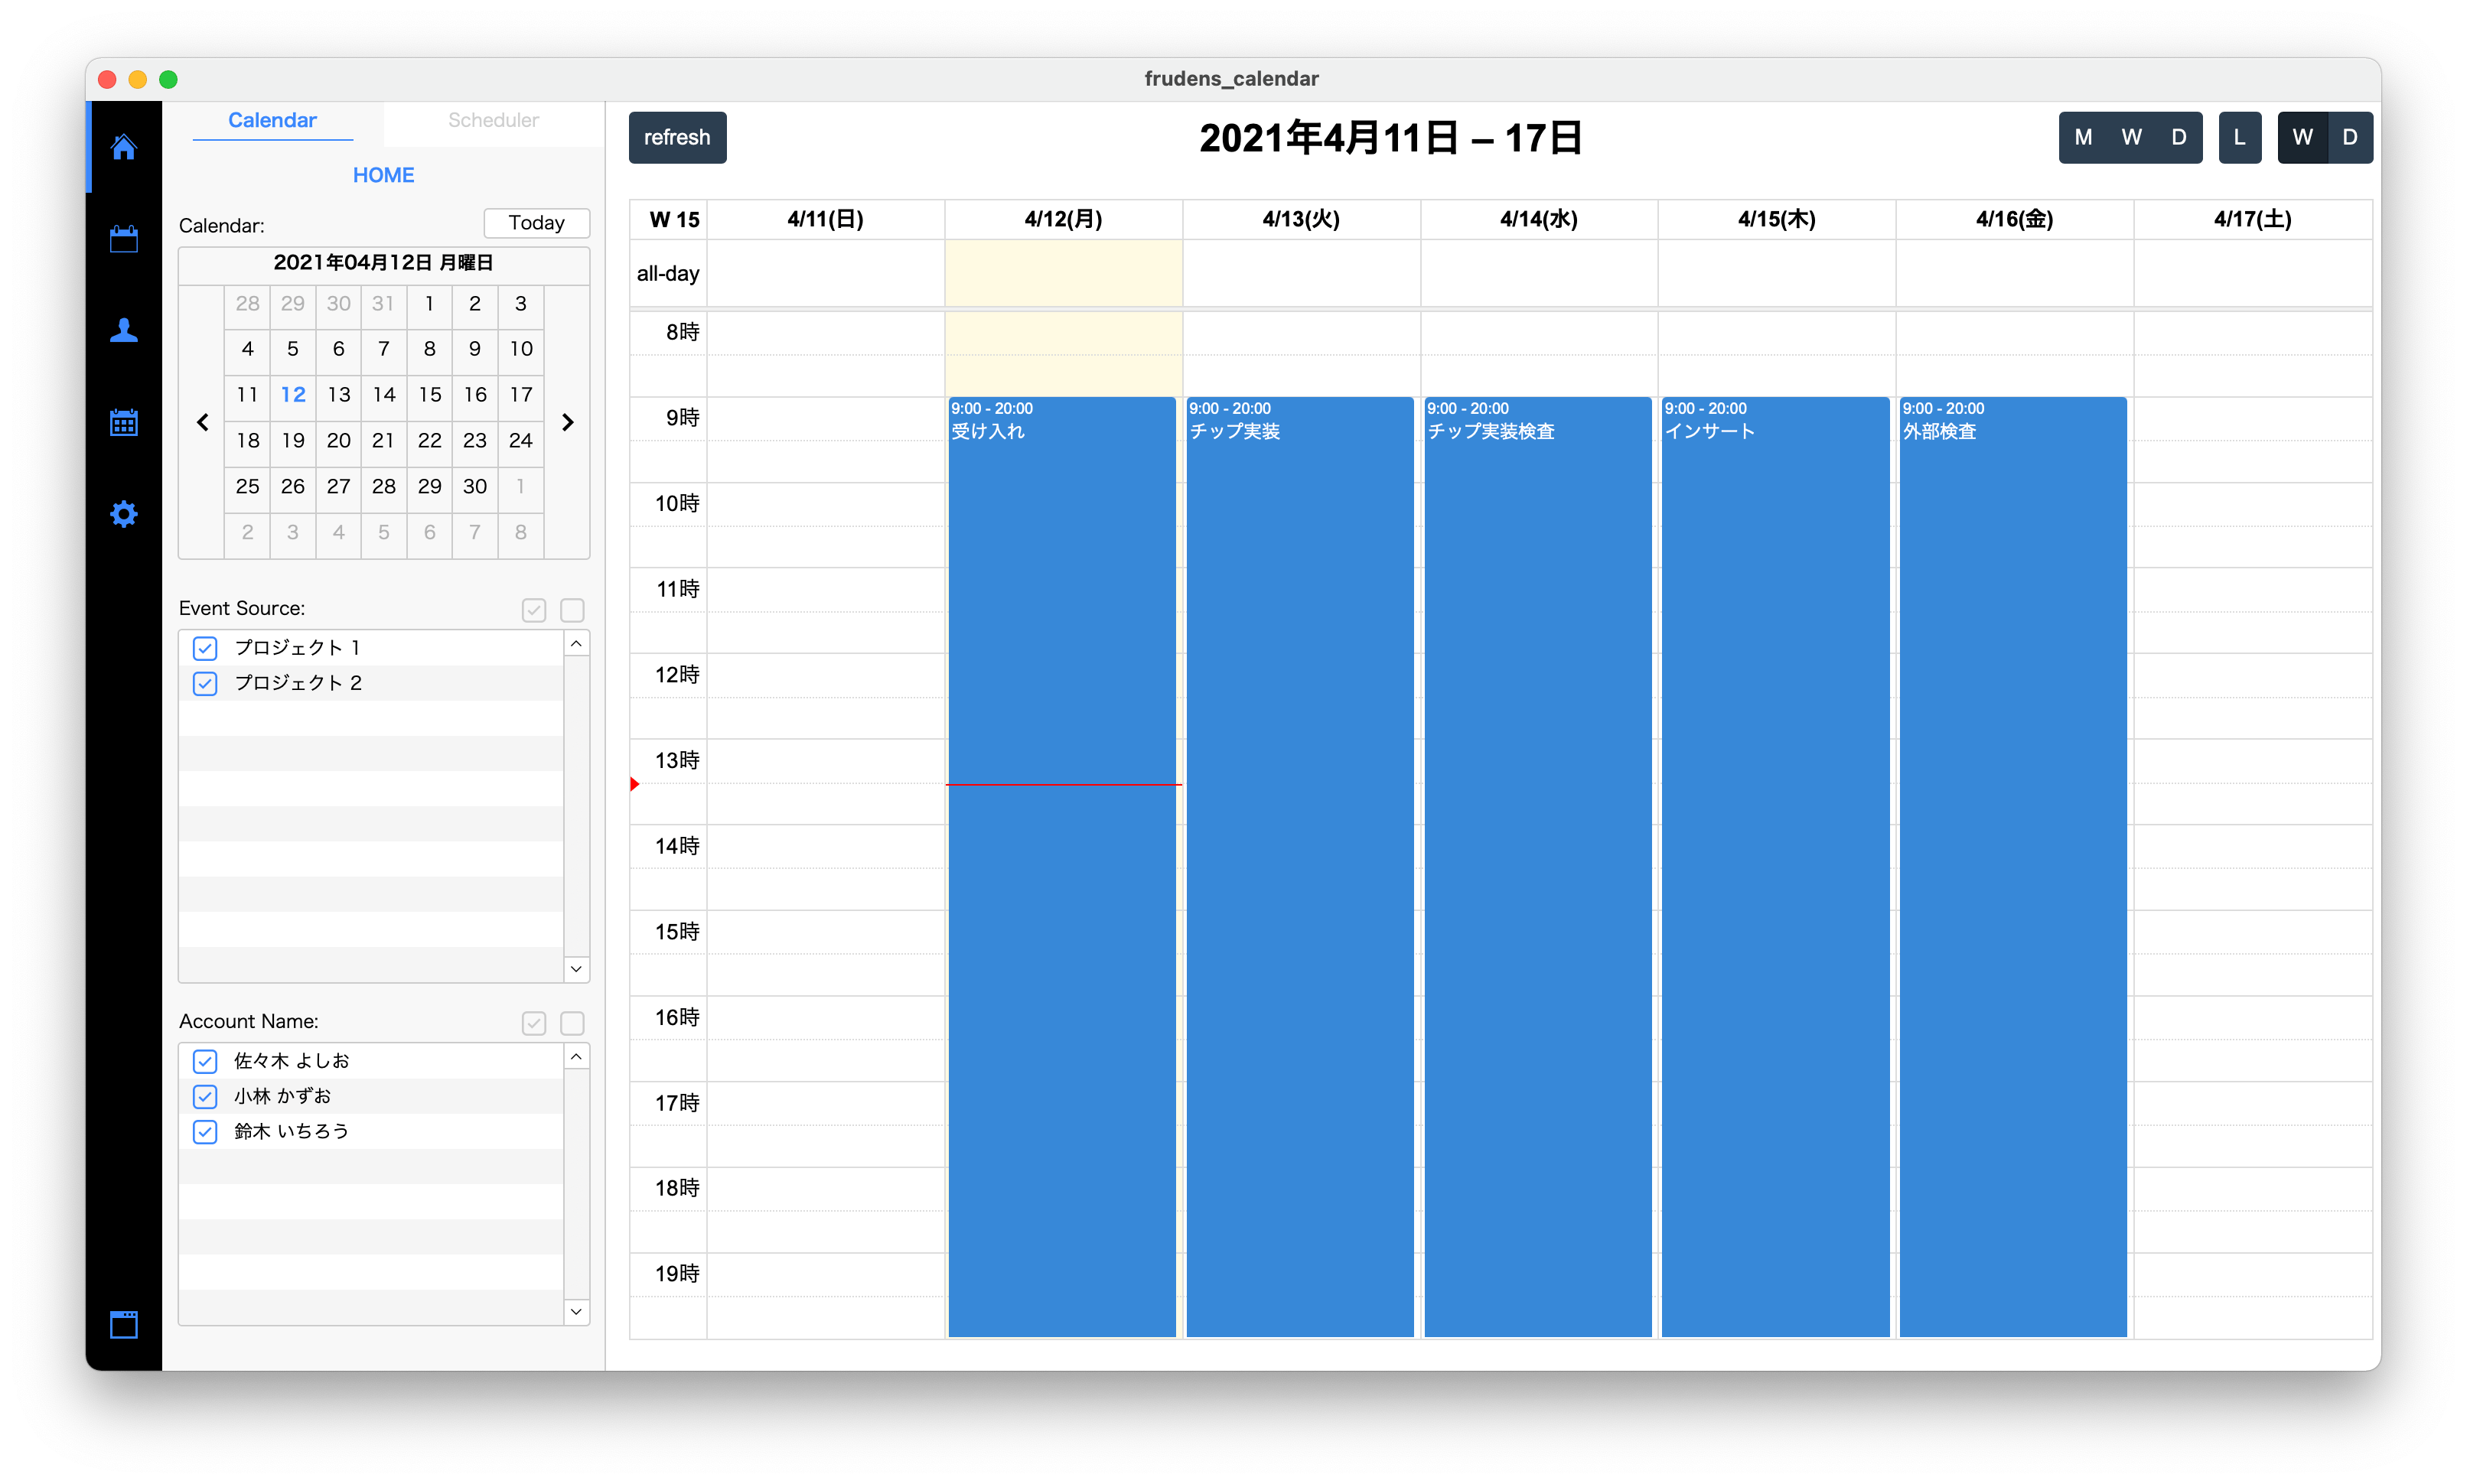 frudens_calendar
Calendar Scheduler
HOME
Calendar: Today
2021年04月12日 月曜日
28 29 30 31 1 2 3
4 5 6 7 8 9 10
11 12 13 14 15 16 17
18 19 20 21 22 23 24
25 26 27 28 29 30 1
2 3 4 5 6 7 8
Event Source:
プロジェクト 1
プロジェクト 2
Account Name:
佐々木 よしお
小林 かずお
鈴木 いちろう
refresh
2021年4月11日 – 17日
M W D L W D
W 15 4/11(日) 4/12(月) 4/13(火) 4/14(水) 4/15(木) 4/16(金) 4/17(土)
all-day
8時
9時
9:00 - 20:00
受け入れ
9:00 - 20:00
チップ実装
9:00 - 20:00
チップ実装検査
9:00 - 20:00
インサート
9:00 - 20:00
外部検査
10時
11時
12時
13時
14時
15時
16時
17時
18時
19時